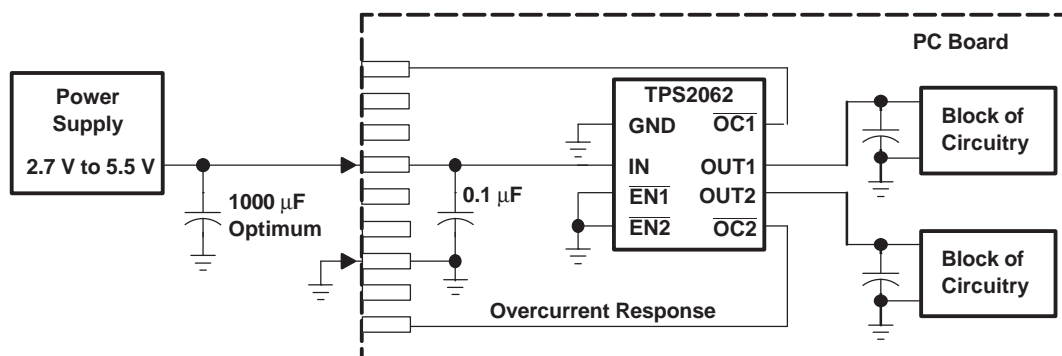 PC Board
Power
Supply
2.7 V to 5.5 V
1000 μF
Optimum
0.1 μF
TPS2062
GND
OC1
IN
OUT1
EN1
OUT2
EN2
OC2
Overcurrent Response
Block of
Circuitry
Block of
Circuitry